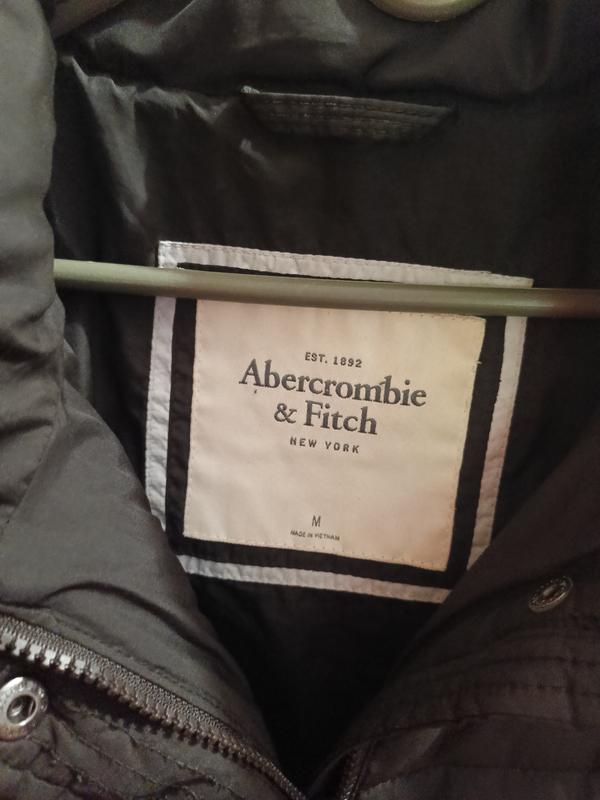 EST. 1892
Abercrombie
& Fitch
NEW YORK
M
MADE IN VIETNAM